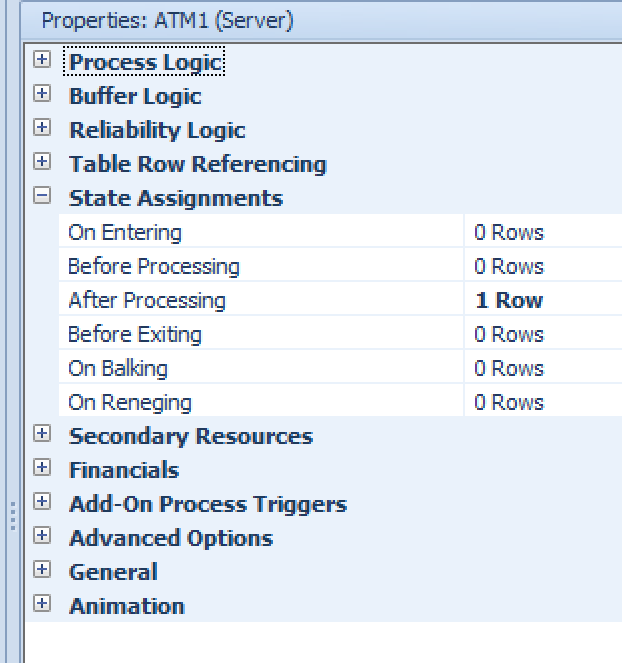 Properties: ATM1 (Server)
Process Logic
Buffer Logic
Reliability Logic
Table Row Referencing
State Assignments
On Entering 0 Rows
Before Processing 0 Rows
After Processing 1 Row
Before Exiting 0 Rows
On Balking 0 Rows
On Reneging 0 Rows
Secondary Resources
Financials
Add-On Process Triggers
Advanced Options
General
Animation